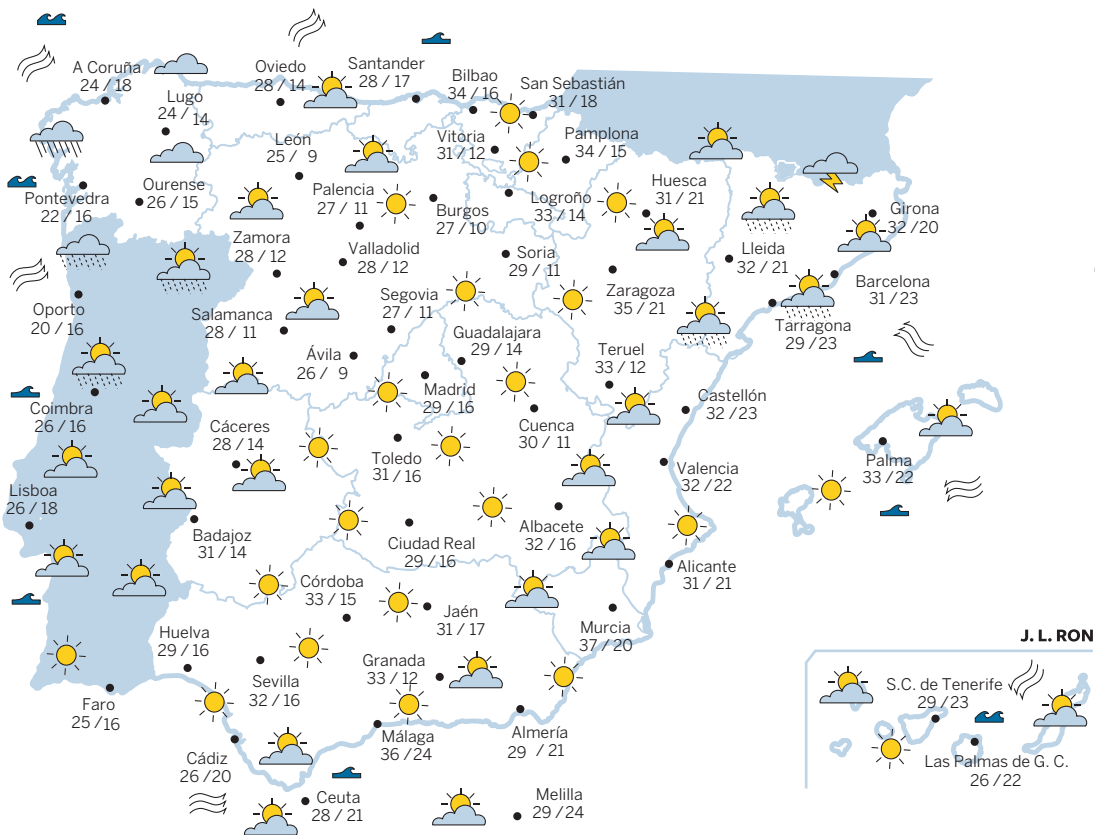 A Coruña
24 / 18
Oviedo
28 / 14
Santander
28 / 17
Bilbao
34 / 16
San Sebastián
31 / 18
Lugo
24 / 14
Vitoria
31 / 12
Pamplona
34 / 15
León
25 / 9
Pontevedra
22 / 16
Ourense
26 / 15
Palencia
27 / 11
Burgos
27 / 10
Logroño
33 / 14
Huesca
31 / 21
Girona
32 / 20
Zamora
28 / 12
Valladolid
28 / 12
Soria
29 / 11
Lleida
32 / 21
Barcelona
31 / 23
Oporto
20 / 16
Salamanca
28 / 11
Segovia
27 / 11
Zaragoza
35 / 21
Tarragona
29 / 23
Ávila
26 / 9
Guadalajara
29 / 14
Teruel
33 / 12
Madrid
29 / 16
Castellón
32 / 23
Coimbra
26 / 16
Cáceres
28 / 14
Cuenca
30 / 11
Toledo
31 / 16
Valencia
32 / 22
Palma
33 / 22
Lisboa
26 / 18
Badajoz
31 / 14
Ciudad Real
29 / 16
Albacete
32 / 16
Alicante
31 / 21
Córdoba
33 / 15
Jaén
31 / 17
Murcia
37 / 20
Huelva
29 / 16
Sevilla
32 / 16
Granada
33 / 12
Faro
25 / 16
Cádiz
26 / 20
Málaga
36 / 24
Almería
29 / 21
Ceuta
28 / 21
Melilla
29 / 24
J. L. RON
S.C. de Tenerife
29 / 23
Las Palmas de G. C.
26 / 22